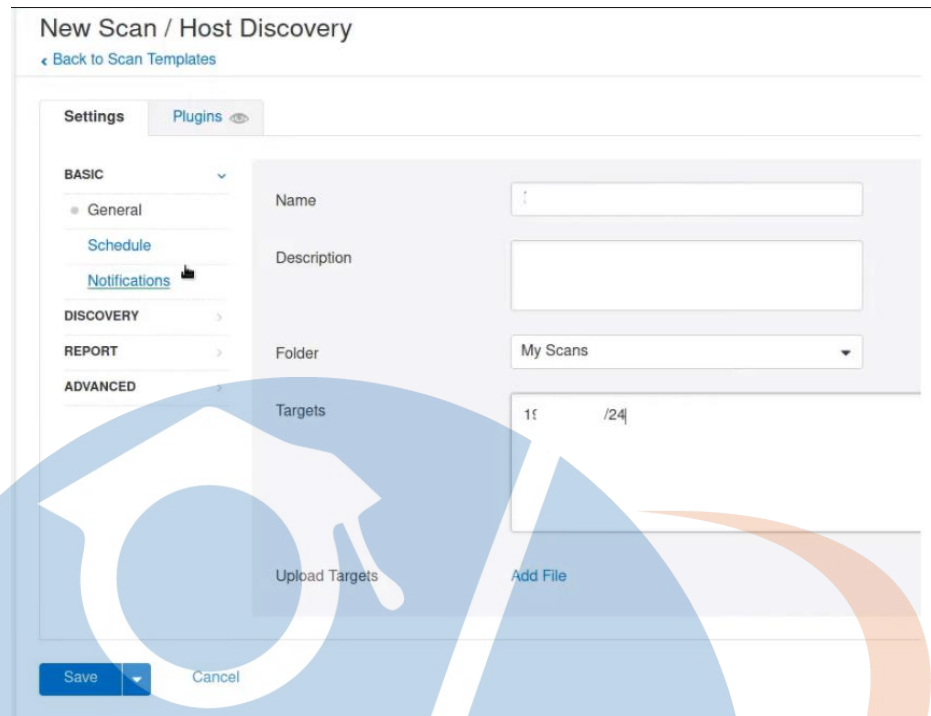 New Scan / Host Discovery
Back to Scan Templates
Settings
Plugins
BASIC
General
Schedule
Notifications
DISCOVERY
REPORT
ADVANCED
Name
Description
Folder
My Scans
Targets
/24
Upload Targets
Add File
Save
Cancel